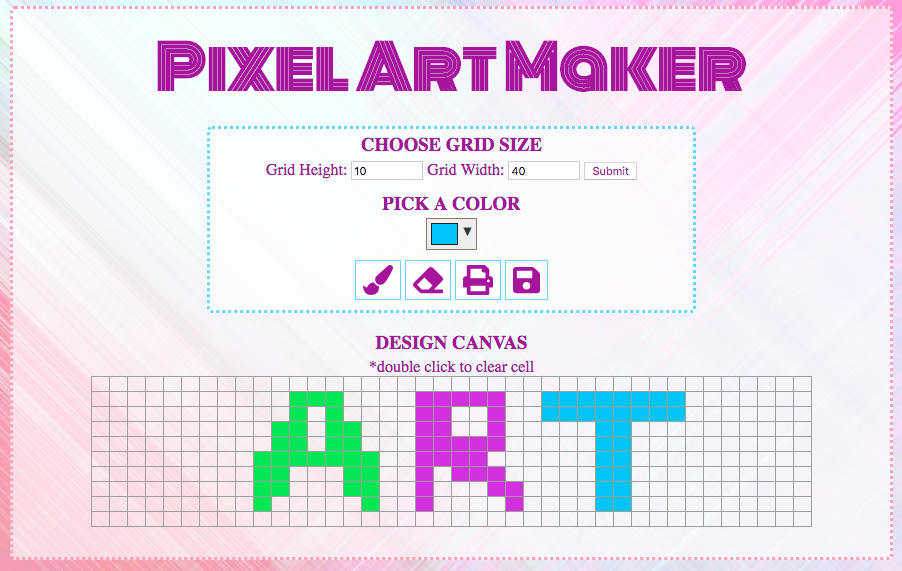 Pixel Art Maker
CHOOSE GRID SIZE
Grid Height: 10 Grid Width: 40 Submit
PICK A COLOR
DESIGN CANVAS
*double click to clear cell
ART